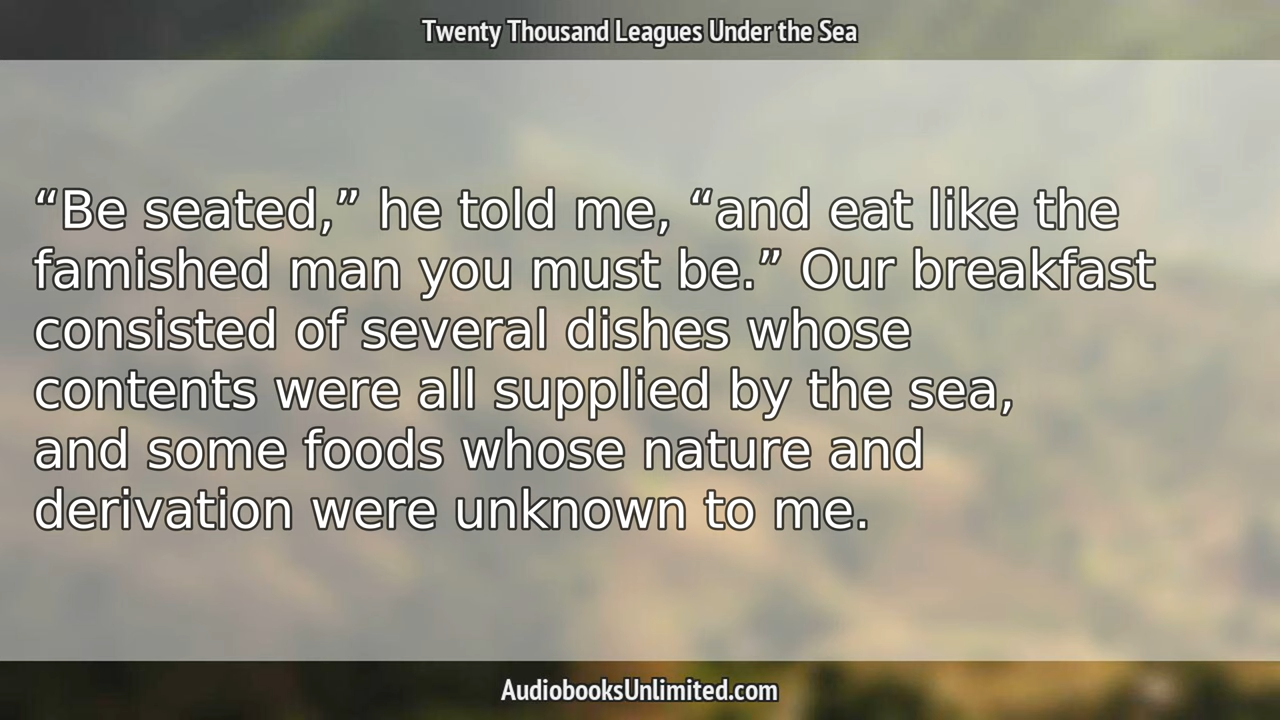 Twenty Thousand Leagues Under the Sea
“Be seated,” he told me, “and eat like the
famished man you must be.” Our breakfast
consisted of several dishes whose
contents were all supplied by the sea,
and some foods whose nature and
derivation were unknown to me.
AudiobooksUnlimited.com